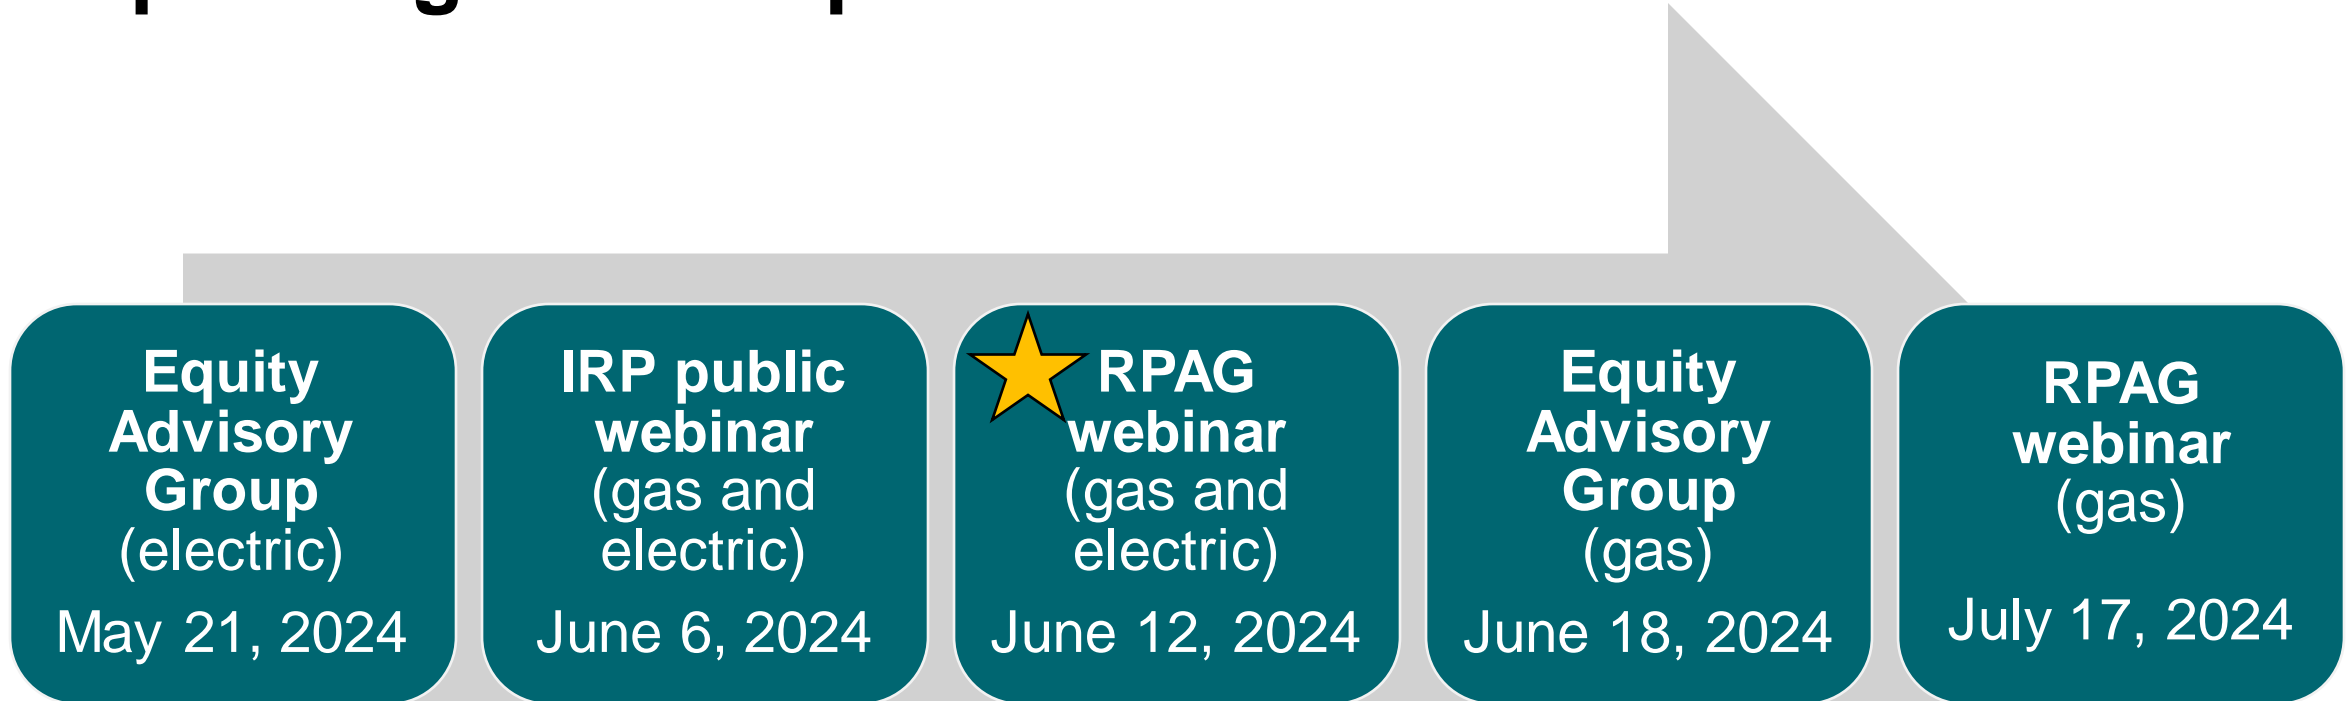 Equity
Advisory
Group
(electric)
May 21, 2024
IRP public
webinar
(gas and
electric)
June 6, 2024
RPAG
webinar
(gas and
electric)
June 12, 2024
Equity
Advisory
Group
(gas)
June 18, 2024
RPAG
webinar
(gas)
July 17, 2024